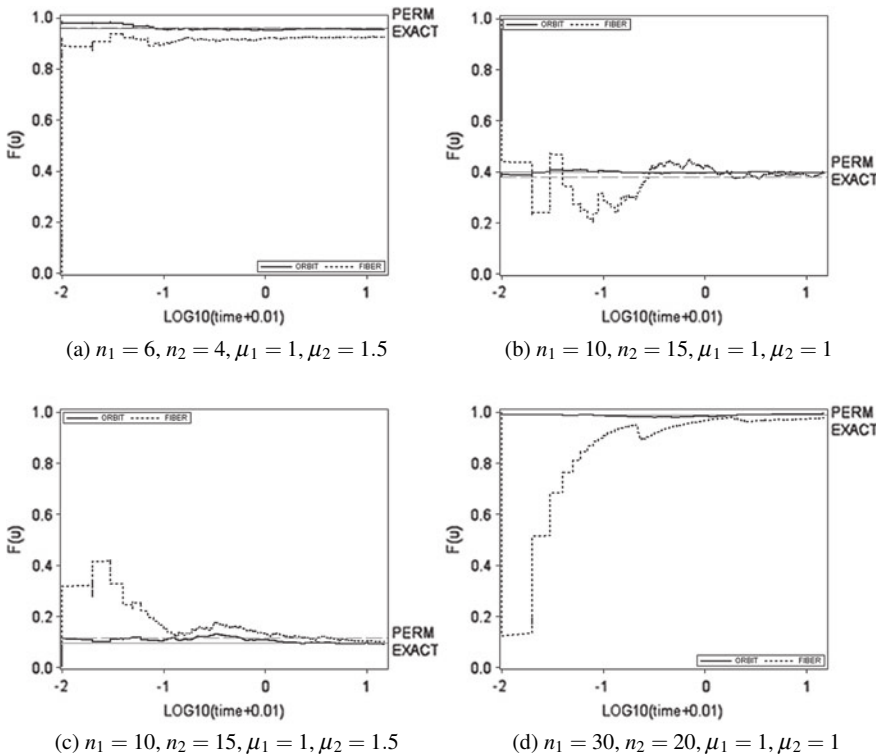 PERM
EXACT
1.0
0.8
0.6
0.4
0.2
0.0
F(u)
ORBIT FIBER
-2 -1 0 1
LOG10(time+0.01)
(a) n₁ = 6, n₂ = 4, μ₁ = 1, μ₂ = 1.5
ORBIT FIBER
1.0
0.8
0.6
0.4
0.2
0.0
F(u)
PERM
EXACT
-2 -1 0 1
LOG10(time+0.01)
(b) n₁ = 10, n₂ = 15, μ₁ = 1, μ₂ = 1
ORBIT FIBER
1.0
0.8
0.6
0.4
0.2
0.0
F(u)
PERM
EXACT
-2 -1 0 1
LOG10(time+0.01)
(c) n₁ = 10, n₂ = 15, μ₁ = 1, μ₂ = 1.5
PERM
EXACT
1.0
0.8
0.6
0.4
0.2
0.0
F(u)
ORBIT FIBER
-2 -1 0 1
LOG10(time+0.01)
(d) n₁ = 30, n₂ = 20, μ₁ = 1, μ₂ = 1